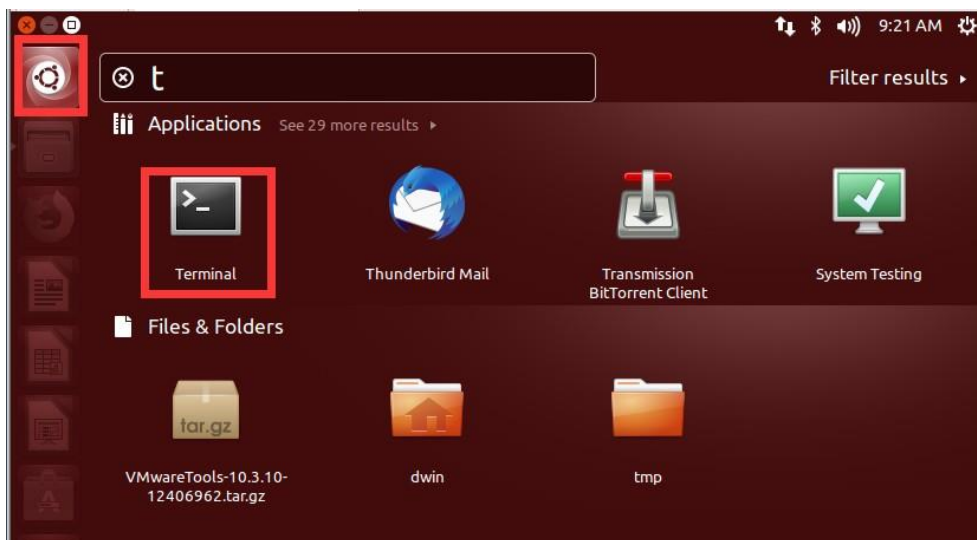 9:21 AM
t
Filter results
Applications See 29 more results
>_
Terminal
Thunderbird Mail
Transmission
BitTorrent Client
System Testing
Files & Folders
tar.gz
VMwareTools-10.3.10-
12406962.tar.gz
dwin
tmp